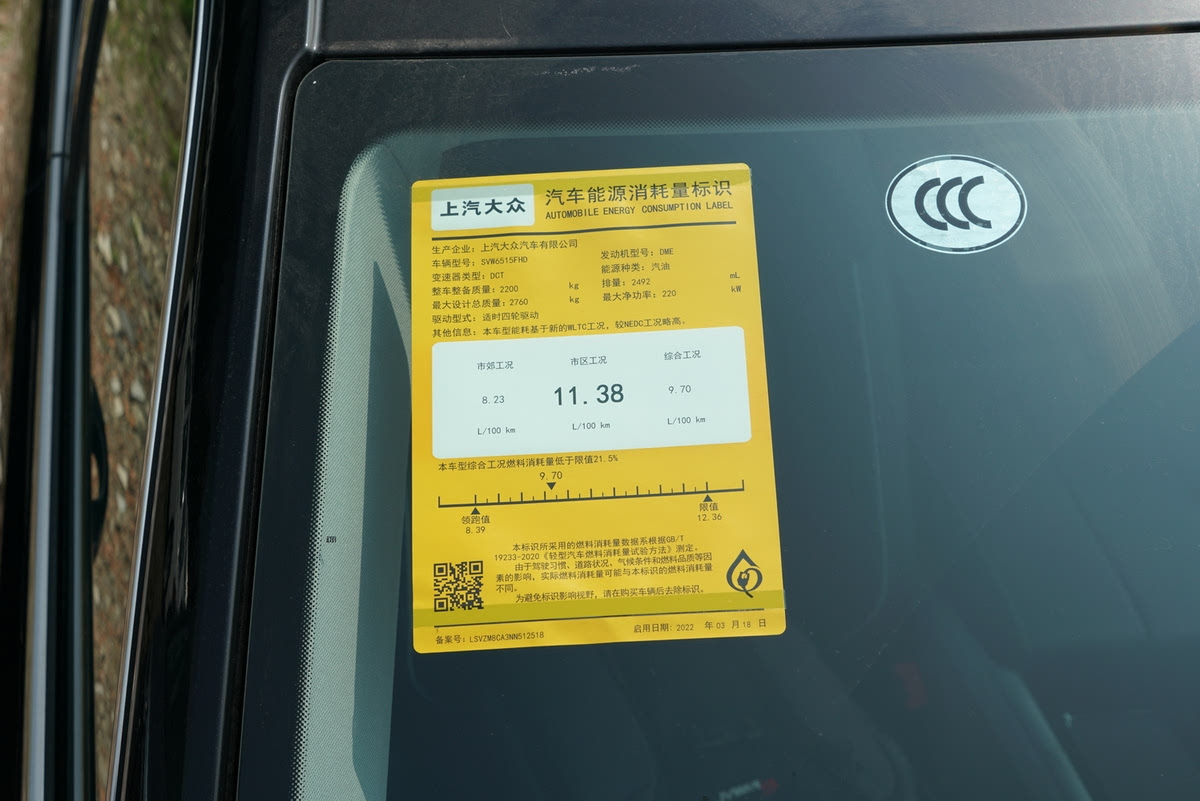 上汽大众
汽车能源消耗量标识
AUTOMOBILE ENERGY CONSUMPTION LABEL
生产企业：上汽大众汽车有限公司
车辆型号：SVW6515FHD
发动机型号：DME
变速器类型：DCT
能源种类：汽油
整车整备质量：2200 kg
排量：2492 mL
最大设计总质量：2760 kg
最大净功率：220 kW
驱动型式：适时四轮驱动
其他信息：本车型能耗基于新的WLTC工况，较NEDC工况略高。
市郊工况 市区工况 综合工况
8.23 11.38 9.70
L/100 km L/100 km L/100 km
本车型综合工况燃料消耗量低于限值21.5%
9.70
领跑值 限值
8.39 12.36
本标识所采用的燃料消耗量数据系根据GB/T
19233-2020《轻型汽车燃料消耗量试验方法》测定。
由于驾驶习惯、道路状况、气候条件和燃料品质等因
素的影响，实际燃料消耗量可能与本标识的燃料消耗量
不同。
为避免标识影响视野，请在购买车辆后去除标识。
备案号：LSVZM8CA3NN512518
启用日期：2022 年 03 月 18 日
CCC